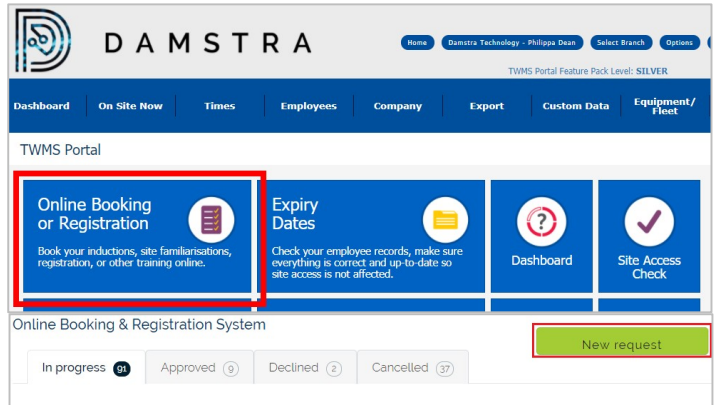 DAMSTRA
Home
Damstra Technology - Philippa Dean
Select Branch
Options
TWMS Portal Feature Pack Level: SILVER
Dashboard
On Site Now
Times
Employees
Company
Export
Custom Data
Equipment/
Fleet
TWMS Portal
Online Booking
or Registration
Book your inductions, site familiarisations,
registration, or other training online.
Expiry
Dates
Check your employee records, make sure
everything is correct and up-to-date so
site access is not affected.
Dashboard
Site Access
Check
Online Booking & Registration System
New request
In progress 91
Approved 9
Declined 2
Cancelled 37